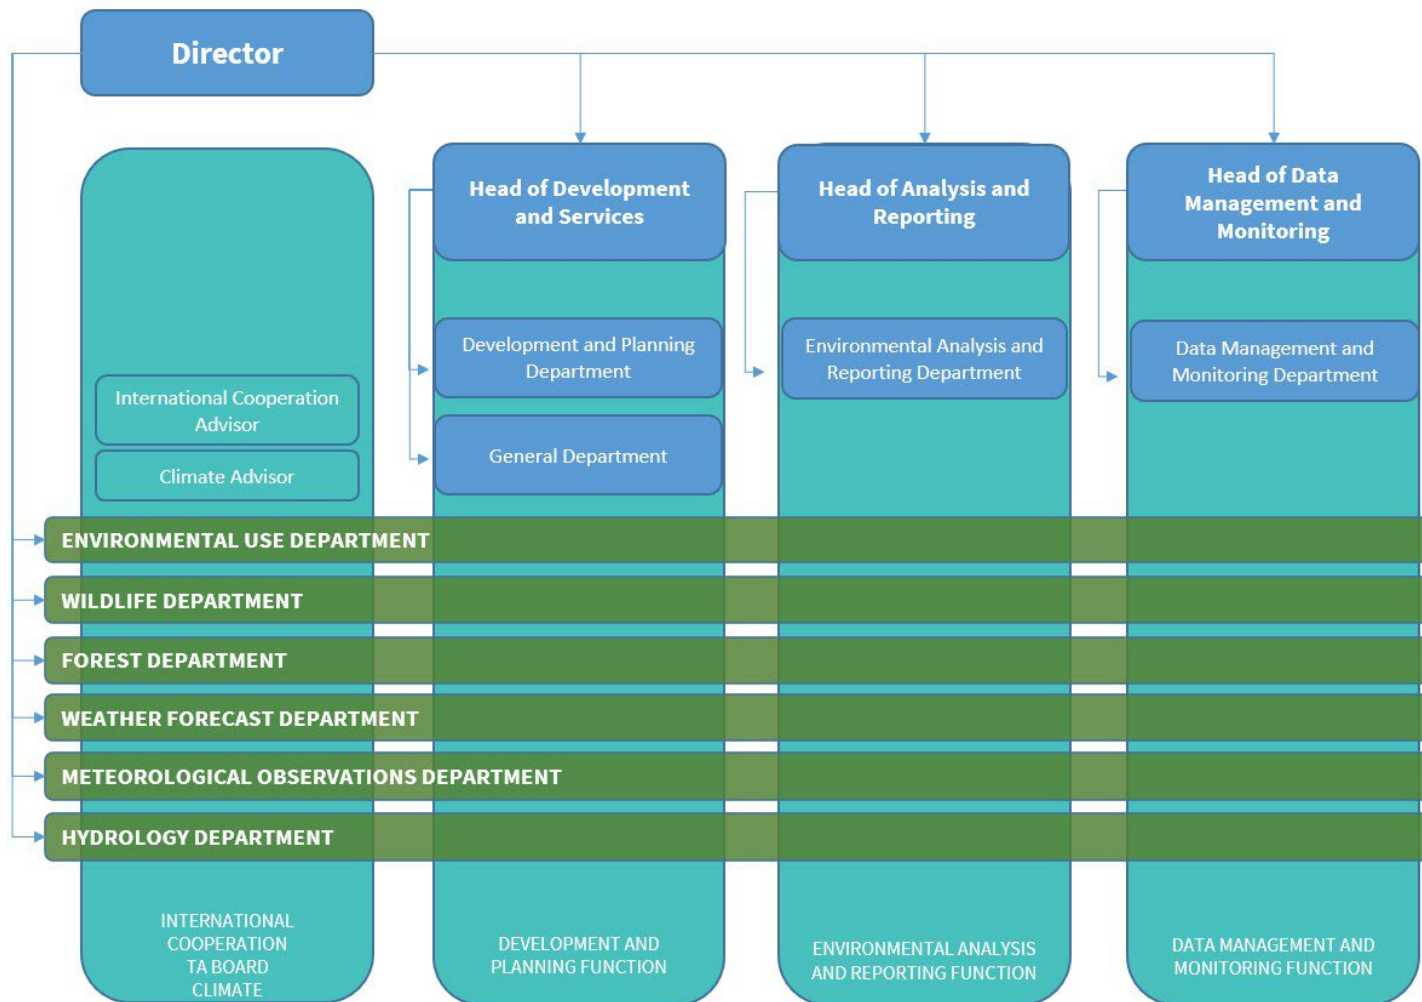 Director
Head of Development
and Services
Head of Analysis and
Reporting
Head of Data
Management and
Monitoring
Development and Planning
Department
Environmental Analysis and
Reporting Department
Data Management and
Monitoring Department
International Cooperation
Advisor
General Department
Climate Advisor
ENVIRONMENTAL USE DEPARTMENT
WILDLIFE DEPARTMENT
FOREST DEPARTMENT
WEATHER FORECAST DEPARTMENT
METEOROLOGICAL OBSERVATIONS DEPARTMENT
HYDROLOGY DEPARTMENT
INTERNATIONAL
COOPERATION
TA BOARD
CLIMATE
DEVELOPMENT AND
PLANNING FUNCTION
ENVIRONMENTAL ANALYSIS
AND REPORTING FUNCTION
DATA MANAGEMENT AND
MONITORING FUNCTION